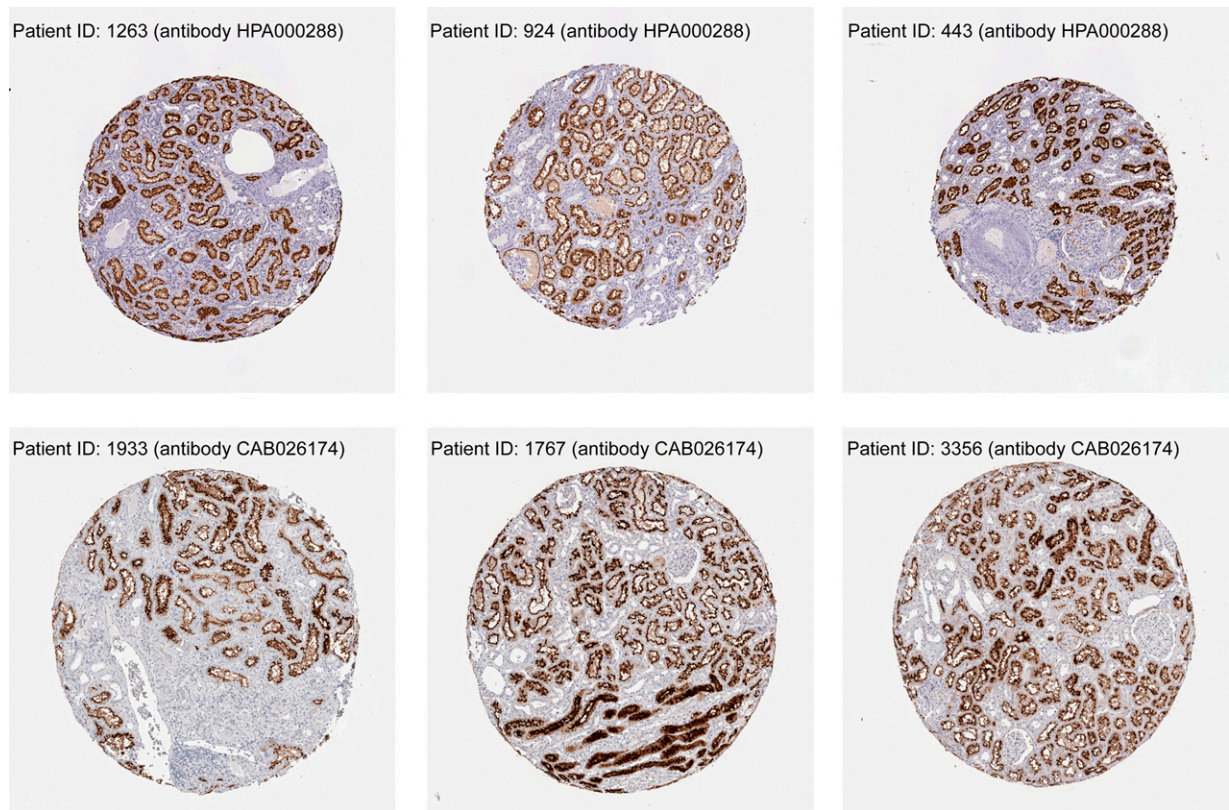 Patient ID: 1263 (antibody HPA000288)
Patient ID: 924 (antibody HPA000288)
Patient ID: 443 (antibody HPA000288)
Patient ID: 1933 (antibody CAB026174)
Patient ID: 1767 (antibody CAB026174)
Patient ID: 3356 (antibody CAB026174)